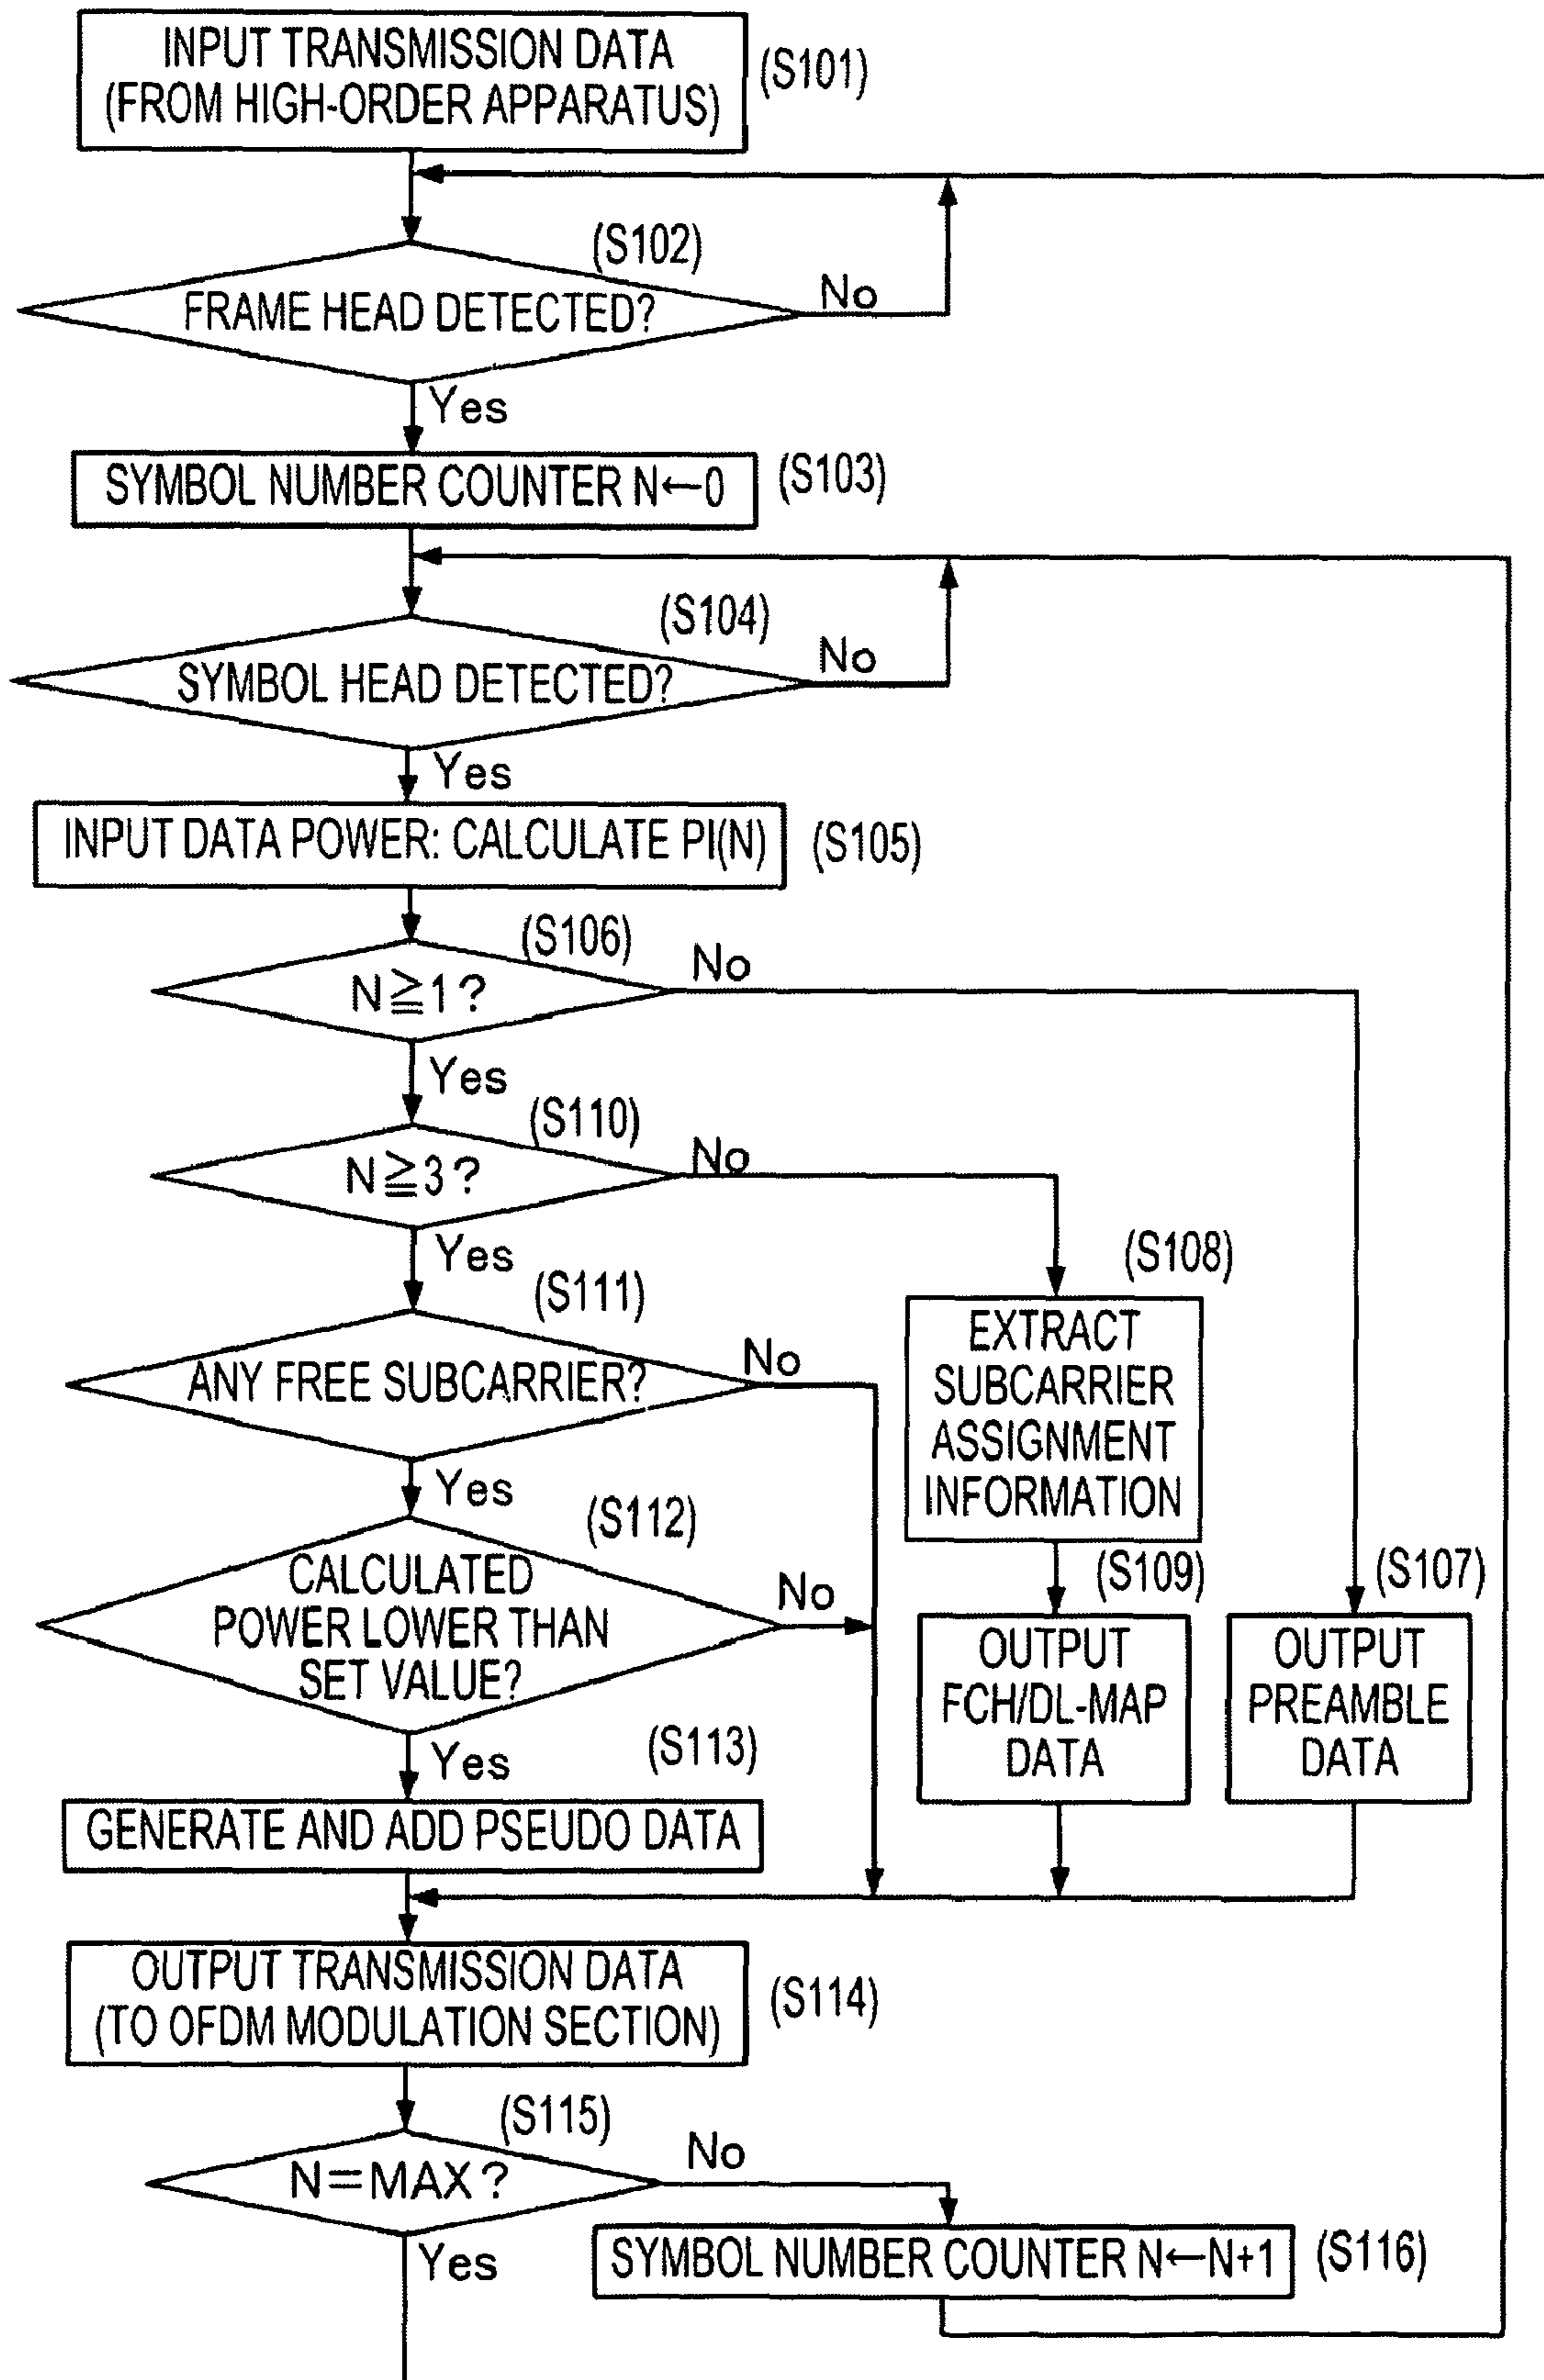 INPUT TRANSMISSION DATA
(FROM HIGH-ORDER APPARATUS)
(S101)
(S102)
FRAME HEAD DETECTED?
No
Yes
SYMBOL NUMBER COUNTER N←0
(S103)
(S104)
SYMBOL HEAD DETECTED?
No
Yes
INPUT DATA POWER: CALCULATE PI(N)
(S105)
(S106)
N≧1?
No
Yes
(S110)
N≧3?
No
Yes
(S108)
EXTRACT
SUBCARRIER
ASSIGNMENT
INFORMATION
(S111)
ANY FREE SUBCARRIER?
No
Yes
(S112)
CALCULATED
POWER LOWER THAN
SET VALUE?
No
Yes
(S109)
OUTPUT
FCH/DL-MAP
DATA
(S107)
OUTPUT
PREAMBLE
DATA
(S113)
GENERATE AND ADD PSEUDO DATA
OUTPUT TRANSMISSION DATA
(TO OFDM MODULATION SECTION)
(S114)
(S115)
N=MAX?
No
Yes
SYMBOL NUMBER COUNTER N←N+1
(S116)